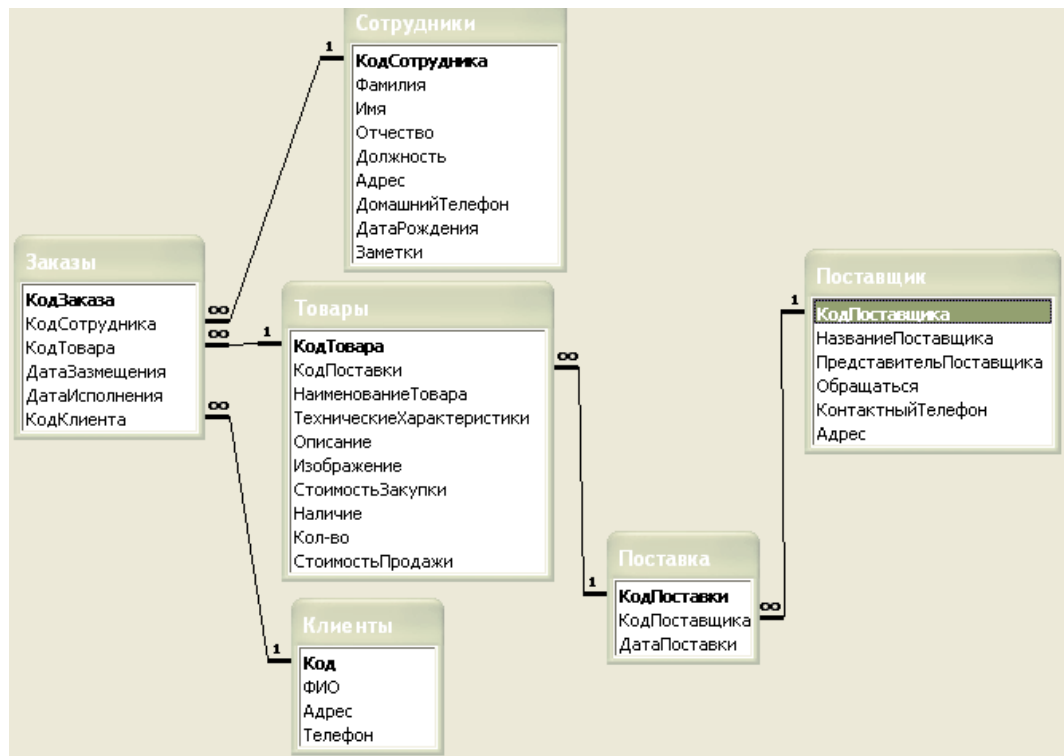 Сотрудники
КодСотрудника
Фамилия
Имя
Отчество
Должность
Адрес
ДомашнийТелефон
ДатаРождения
Заметки
1
Заказы
КодЗаказа
КодСотрудника
КодТовара
ДатаЗазмещения
ДатаИсполнения
КодКлиента
∞
∞
∞
1
Товары
КодТовара
КодПоставки
НаименованиеТовара
ТехническиеХарактеристики
Описание
Изображение
СтоимостьЗакупки
Наличие
Кол-во
СтоимостьПродажи
∞
1
Поставщик
КодПоставщика
НазваниеПоставщика
ПредставительПоставщика
Обращаться
КонтактныйТелефон
Адрес
1
Поставка
КодПоставки
КодПоставщика
ДатаПоставки
∞
1
Клиенты
Код
ФИО
Адрес
Телефон